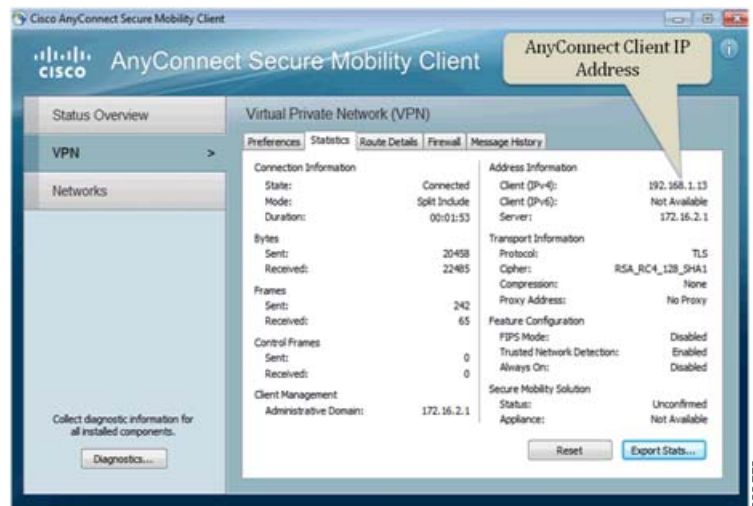 Cisco AnyConnect Secure Mobility Client
CISCO AnyConnect Secure Mobility Client
AnyConnect Client IP
Address
Status Overview
VPN >
Networks
Collect diagnostic information for
all installed components.
Diagnostics...
Virtual Private Network (VPN)
Preferences Statistics Route Details Firewall Message History
Connection Information
State: Connected
Mode: Split Include
Duration: 00:01:53
Bytes
Sent: 20458
Received: 22485
Frames
Sent: 242
Received: 65
Control Frames
Sent: 0
Received: 0
Client Management
Administrative Domain: 172.16.2.1
Address Information
Client (IPv4): 192.168.1.13
Client (IPv6): Not Available
Server: 172.16.2.1
Transport Information
Protocol: TLS
Cipher: RSA_RC4_128_SHA1
Compression: None
Proxy Address: No Proxy
Feature Configuration
FIPS Mode: Disabled
Trusted Network Detection: Enabled
Always On: Disabled
Secure Mobility Solution
Status: Unconfirmed
Appliance: Not Available
Reset Export Stats...